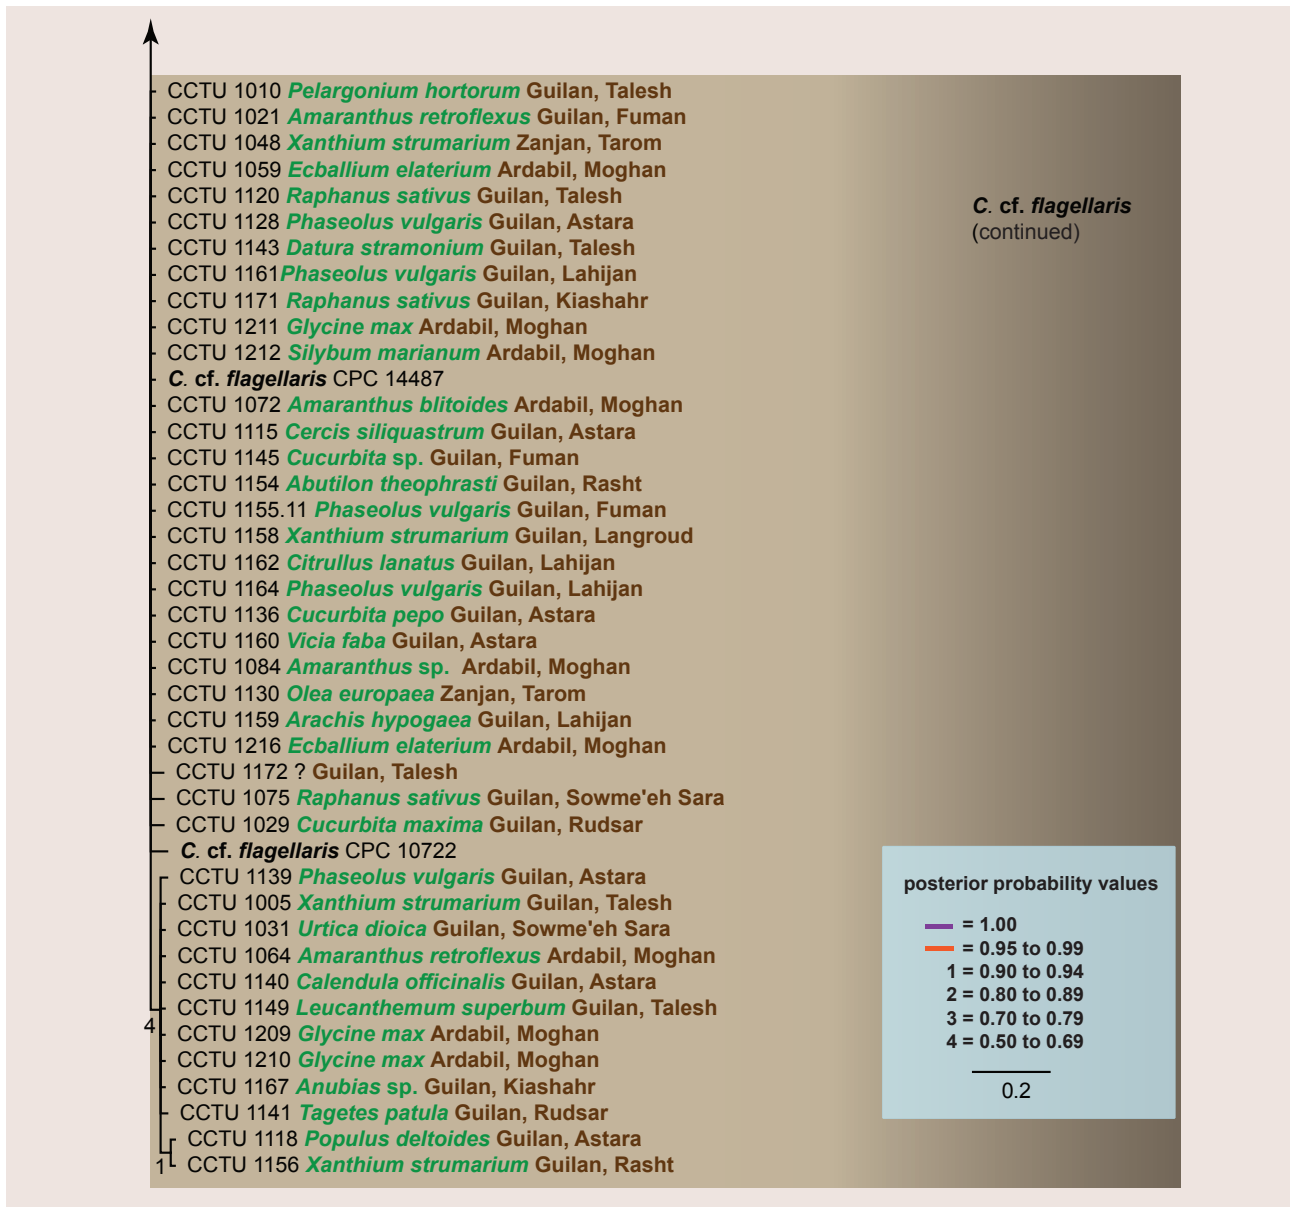 CCTU 1010 Pelargonium hortorum Guilan, Talesh
CCTU 1021 Amaranthus retroflexus Guilan, Fuman
CCTU 1048 Xanthium strumarium Zanjan, Tarom
CCTU 1059 Ecballium elaterium Ardabil, Moghan
CCTU 1120 Raphanus sativus Guilan, Talesh
CCTU 1128 Phaseolus vulgaris Guilan, Astara
CCTU 1143 Datura stramonium Guilan, Talesh
CCTU 1161Phaseolus vulgaris Guilan, Lahijan
CCTU 1171 Raphanus sativus Guilan, Kiashahr
CCTU 1211 Glycine max Ardabil, Moghan
CCTU 1212 Silybum marianum Ardabil, Moghan
C. cf. flagellaris CPC 14487
CCTU 1072 Amaranthus blitoides Ardabil, Moghan
CCTU 1115 Cercis siliquastrum Guilan, Astara
CCTU 1145 Cucurbita sp. Guilan, Fuman
CCTU 1154 Abutilon theophrasti Guilan, Rasht
CCTU 1155.11 Phaseolus vulgaris Guilan, Fuman
CCTU 1158 Xanthium strumarium Guilan, Langroud
CCTU 1162 Citrullus lanatus Guilan, Lahijan
CCTU 1164 Phaseolus vulgaris Guilan, Lahijan
CCTU 1136 Cucurbita pepo Guilan, Astara
CCTU 1160 Vicia faba Guilan, Astara
CCTU 1084 Amaranthus sp. Ardabil, Moghan
CCTU 1130 Olea europaea Zanjan, Tarom
CCTU 1159 Arachis hypogaea Guilan, Lahijan
CCTU 1216 Ecballium elaterium Ardabil, Moghan
CCTU 1172 ? Guilan, Talesh
CCTU 1075 Raphanus sativus Guilan, Sowme'eh Sara
CCTU 1029 Cucurbita maxima Guilan, Rudsar
C. cf. flagellaris CPC 10722
CCTU 1139 Phaseolus vulgaris Guilan, Astara
CCTU 1005 Xanthium strumarium Guilan, Talesh
CCTU 1031 Urtica dioica Guilan, Sowme'eh Sara
CCTU 1064 Amaranthus retroflexus Ardabil, Moghan
CCTU 1140 Calendula officinalis Guilan, Astara
CCTU 1149 Leucanthemum superbum Guilan, Talesh
4
CCTU 1209 Glycine max Ardabil, Moghan
CCTU 1210 Glycine max Ardabil, Moghan
CCTU 1167 Anubias sp. Guilan, Kiashahr
CCTU 1141 Tagetes patula Guilan, Rudsar
CCTU 1118 Populus deltoides Guilan, Astara
1
CCTU 1156 Xanthium strumarium Guilan, Rasht
C. cf. flagellaris
(continued)
posterior probability values
= 1.00
= 0.95 to 0.99
1 = 0.90 to 0.94
2 = 0.80 to 0.89
3 = 0.70 to 0.79
4 = 0.50 to 0.69
0.2